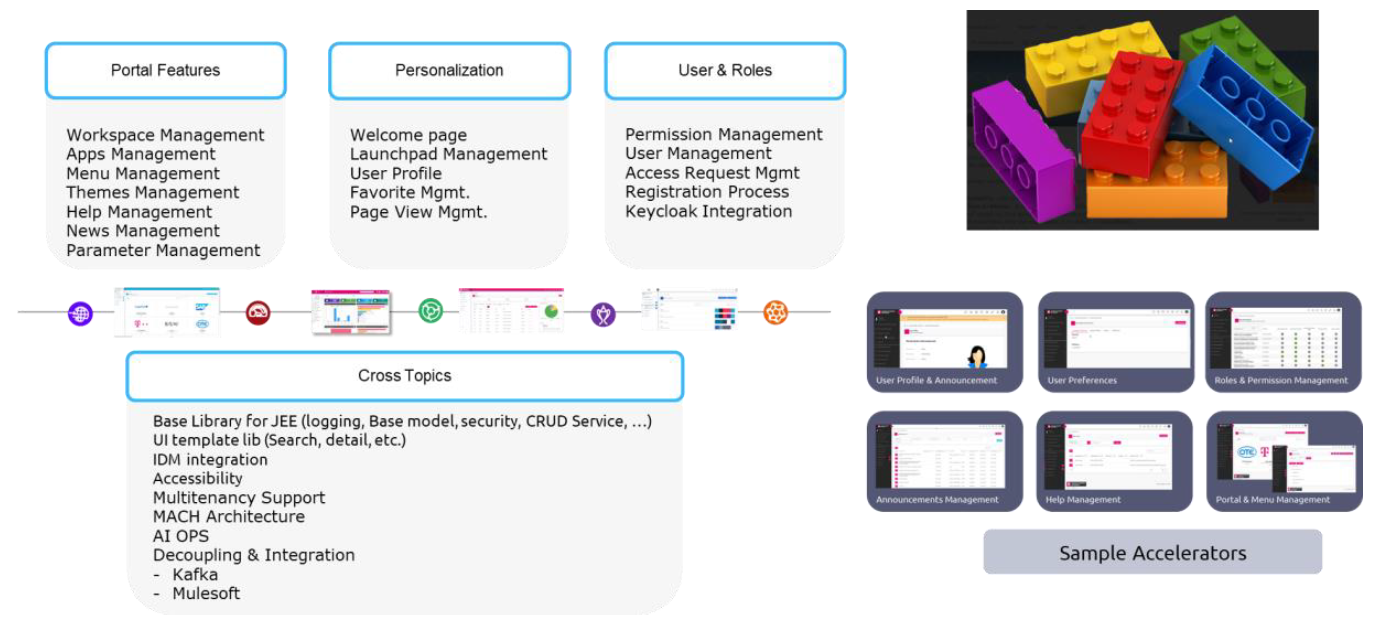 Portal Features
Workspace Management
Apps Management
Menu Management
Themes Management
Help Management
News Management
Parameter Management
Personalization
Welcome page
Launchpad Management
User Profile
Favorite Mgmt.
Page View Mgmt.
User & Roles
Permission Management
User Management
Access Request Mgmt
Registration Process
Keycloak Integration
SAP
OTE
Cross Topics
Base Library for JEE (logging, Base model, security, CRUD Service, …)
UI template lib (Search, detail, etc.)
IDM integration
Accessibility
Multitenancy Support
MACH Architecture
AI OPS
Decoupling & Integration
- Kafka
- Mulesoft
User Profile & Announcement
User Preferences
Roles & Permission Management
Announcements Management
Help Management
OTE
T
Portal & Menu Management
Sample Accelerators